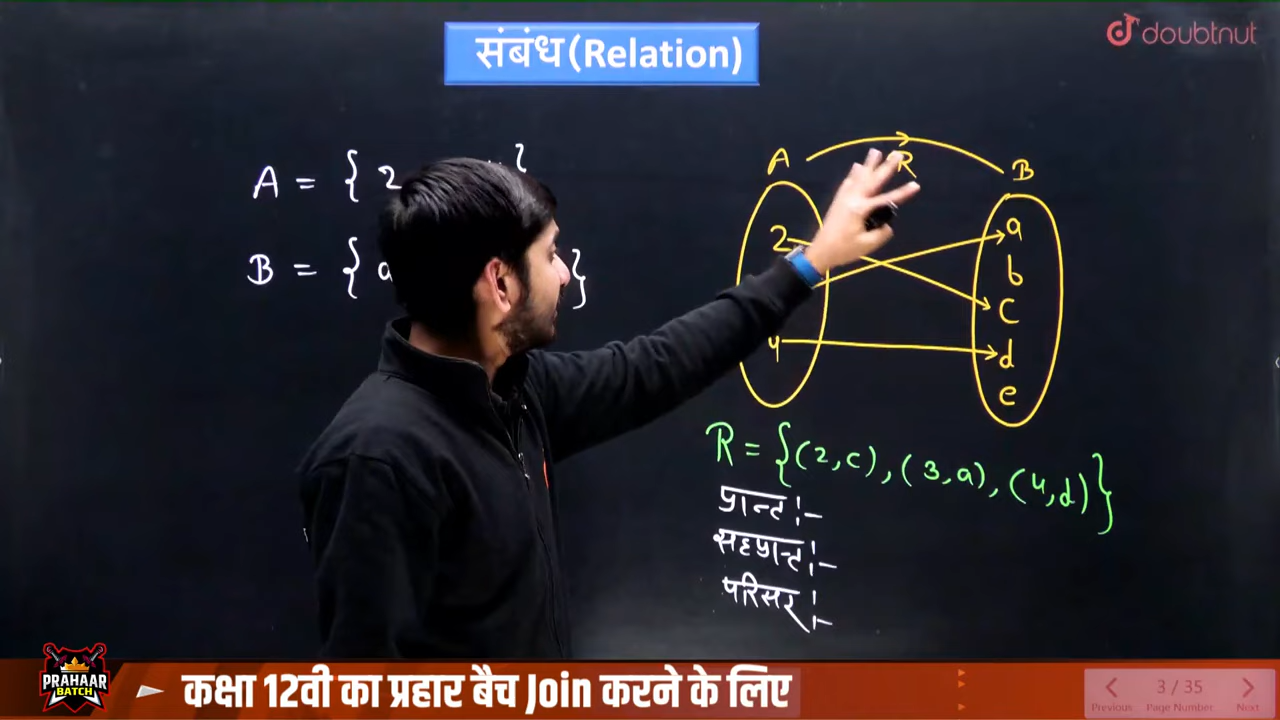 संबंध (Relation)
doubtnut
A = { 2 }
B = { a }
A R B
2
4
a
b
c
d
e
R = {(2,c), (3,a), (4,d)}
प्रान्त :-
सहप्रान्त :-
परिसर :-
PRAHAAR
BATCH
कक्षा 12वी का प्रहार बैच Join करने के लिए
3 / 35
Previous Page Number Next